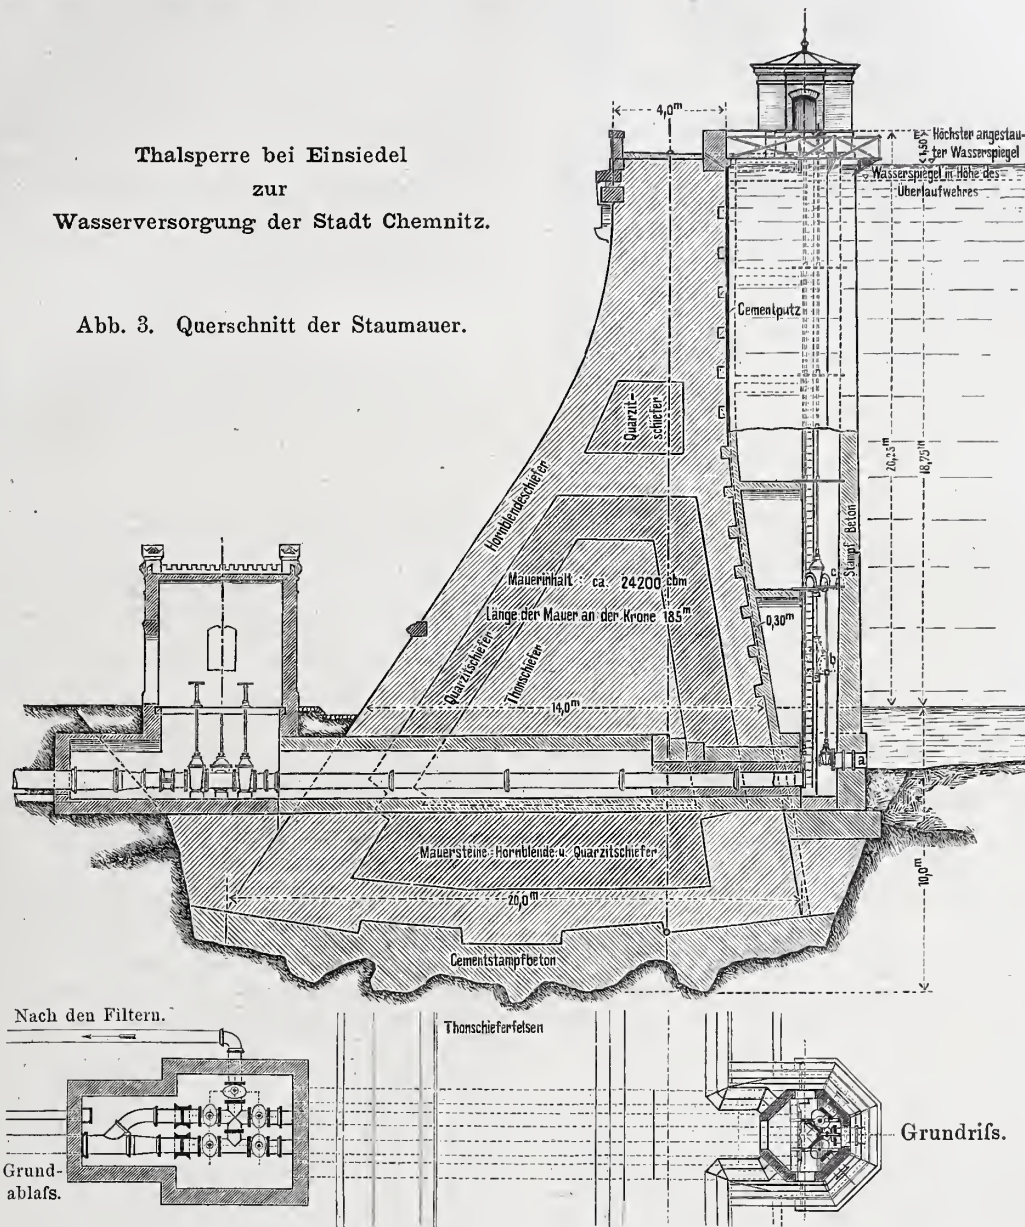 Thalsperre bei Einsiedel
zur
Wasserversorgung der Stadt Chemnitz.
Abb. 3. Querschnitt der Staumauer.
4,0m
1,50m
Höchster angestau-
ter Wasserspiegel
Wasserspiegel in Höhe des
Überlaufwehres
Cementputz
Quarzit-
schiefer
Hornblendeschiefer
20,25m
18,75m
Stampf Beton
Mauerinhalt : ca. 24200 cbm
Länge der Mauer an der Krone 185m
0,30m
Quarzitschiefer
Thonschiefer
c
b
14,0m
a
Mauersteine-Hornblende u. Quarzitschiefer
10,0m
20,0m
Cementstampfbeton
Thonschieferfelsen
Nach den Filtern.
Grundriſs.
Grund-
ablaſs.